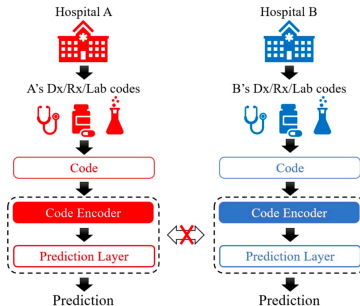 Hospital A
Hospital B
A's Dx/Rx/Lab codes
B's Dx/Rx/Lab codes
Code
Code
Code Encoder
Code Encoder
Prediction Layer
Prediction Layer
Prediction
Prediction